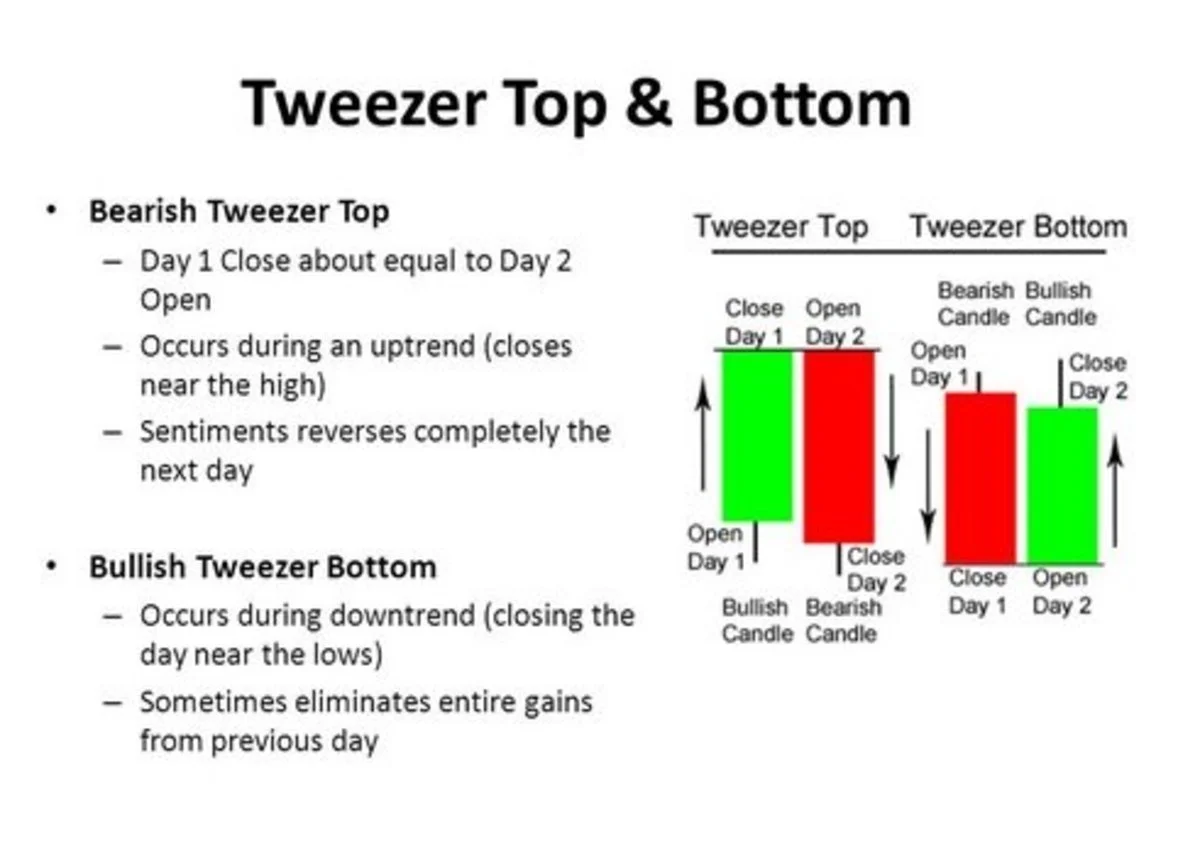 Tweezer Top & Bottom
• Bearish Tweezer Top
– Day 1 Close about equal to Day 2
Open
– Occurs during an uptrend (closes
near the high)
– Sentiments reverses completely the
next day
• Bullish Tweezer Bottom
– Occurs during downtrend (closing the
day near the lows)
– Sometimes eliminates entire gains
from previous day
Tweezer Top
Close
Day 1
Open
Day 2
Open
Day 1
Close
Day 2
Bullish
Candle
Bearish
Candle
Tweezer Bottom
Bearish
Candle
Bullish
Candle
Open
Day 1
Close
Day 2
Close
Day 1
Open
Day 2